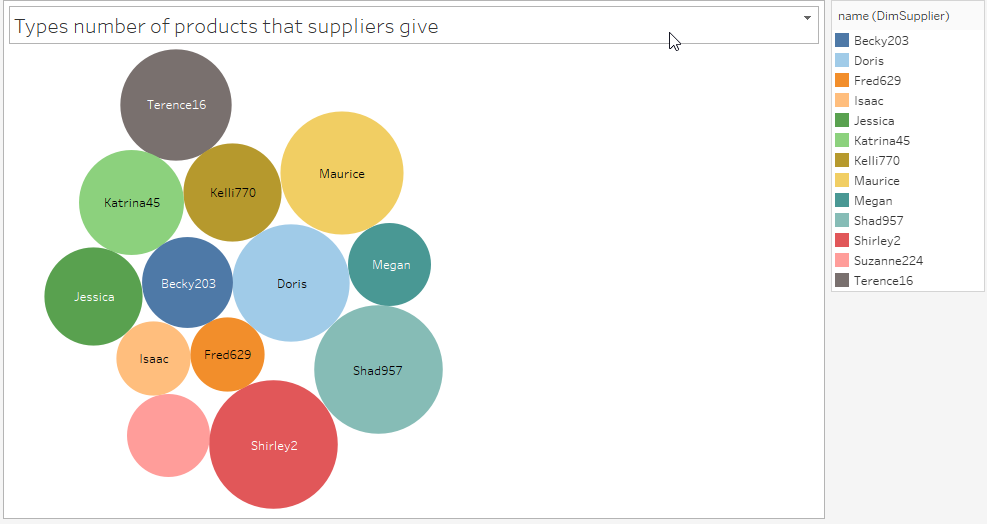 Types number of products that suppliers give
Terence16
Maurice
Kelli770
Katrina45
Megan
Becky203
Doris
Jessica
Fred629
Isaac
Shad957
Shirley2
name (DimSupplier)
Becky203
Doris
Fred629
Isaac
Jessica
Katrina45
Kelli770
Maurice
Megan
Shad957
Shirley2
Suzanne224
Terence16